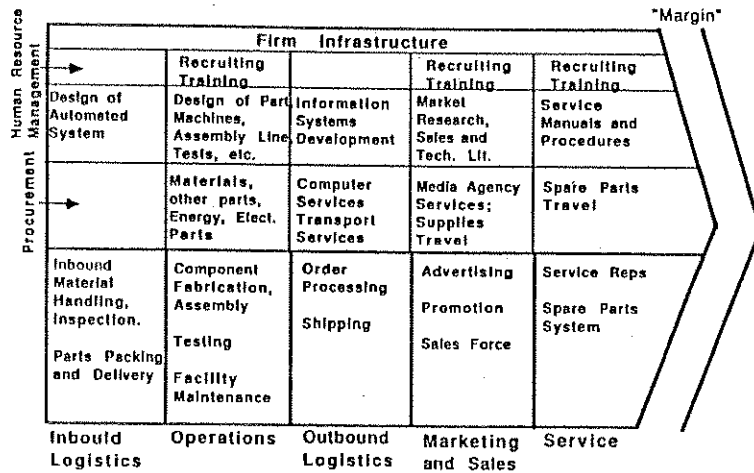 "Margin"
Firm Infrastructure
Human Resource
Management
Recruiting
Training
Recruiting
Training
Recruiting
Training
Design of
Automated
System
Design of Part
Machines,
Assembly Line,
Tests, etc.
Information
Systems
Development
Market
Research,
Sales and
Tech. Lit.
Service
Manuals and
Procedures
Procurement
Materials,
other parts,
Energy, Elect.
Parts
Computer
Services
Transport
Services
Media Agency
Services;
Supplies
Travel
Spare Parts
Travel
Inbound
Material
Handling,
Inspection.
Parts Packing
and Delivery
Component
Fabrication,
Assembly
Testing
Facility
Maintenance
Order
Processing
Shipping
Advertising
Promotion
Sales Force
Service Reps
Spare Parts
System
Inbould
Logistics
Operations
Outbound
Logistics
Marketing
and Sales
Service